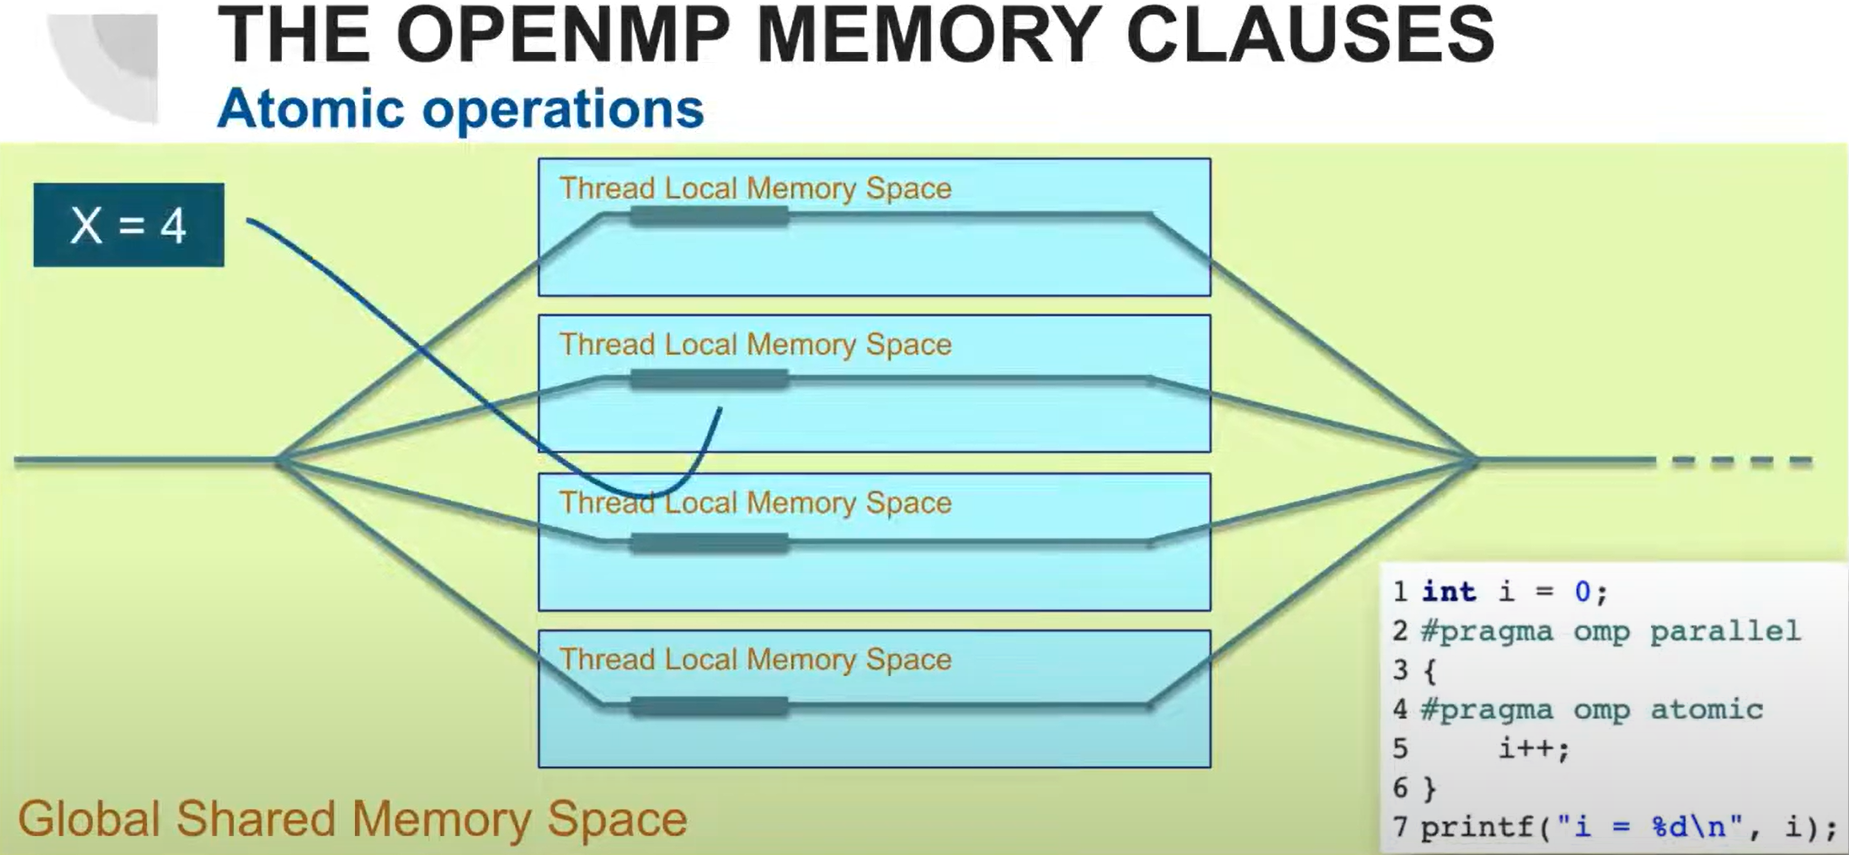 THE OPENMP MEMORY CLAUSES
Atomic operations
X = 4
Thread Local Memory Space
Thread Local Memory Space
Thread Local Memory Space
Thread Local Memory Space
Global Shared Memory Space
1 int i = 0;
2 #pragma omp parallel
3 {
4 #pragma omp atomic
5     i++;
6 }
7 printf("i = %d\n", i);